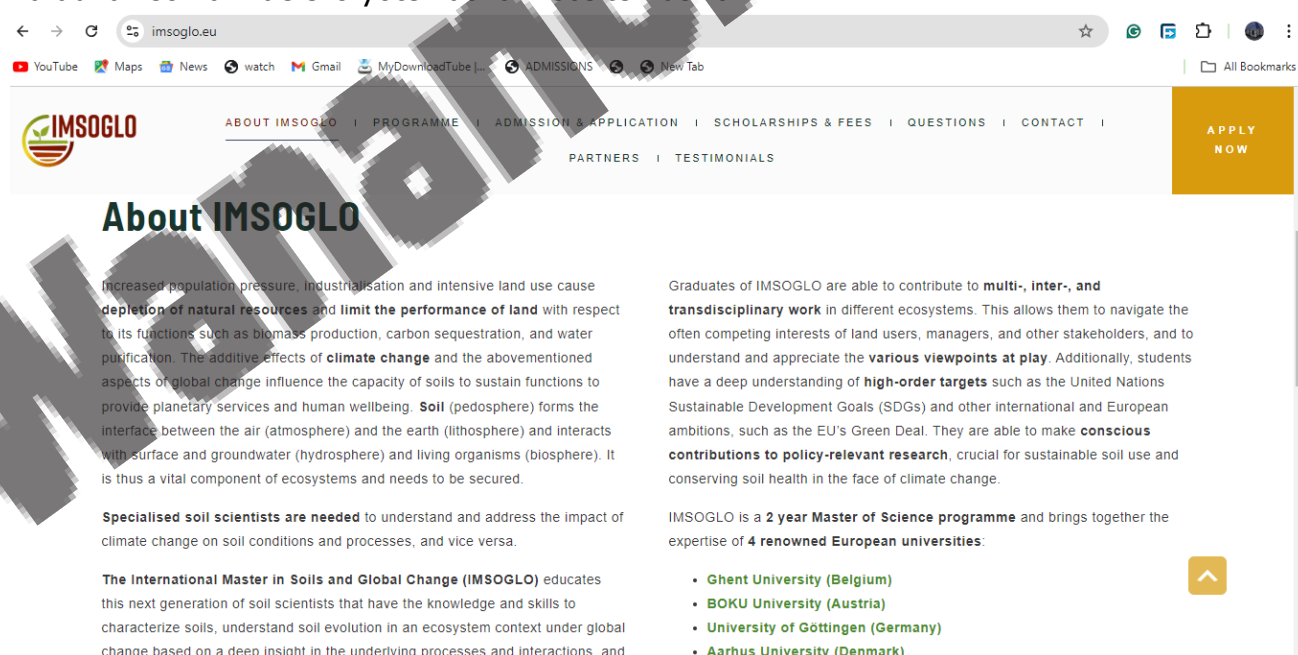 imsoglo.eu
YouTube Maps News watch Gmail MyDownloadTube |... ADMISSIONS New Tab All Bookmarks
IMSOGLO
ABOUT IMSOGLO | PROGRAMME | ADMISSION & APPLICATION | SCHOLARSHIPS & FEES | QUESTIONS | CONTACT |
PARTNERS | TESTIMONIALS
APPLY
NOW
About IMSOGLO
Increased population pressure, industrialisation and intensive land use cause
depletion of natural resources and limit the performance of land with respect
to its functions such as biomass production, carbon sequestration, and water
purification. The additive effects of climate change and the abovementioned
aspects of global change influence the capacity of soils to sustain functions to
provide planetary services and human wellbeing. Soil (pedosphere) forms the
interface between the air (atmosphere) and the earth (lithosphere) and interacts
with surface and groundwater (hydrosphere) and living organisms (biosphere). It
is thus a vital component of ecosystems and needs to be secured.
Specialised soil scientists are needed to understand and address the impact of
climate change on soil conditions and processes, and vice versa.
The International Master in Soils and Global Change (IMSOGLO) educates
this next generation of soil scientists that have the knowledge and skills to
characterize soils, understand soil evolution in an ecosystem context under global
change based on a deep insight in the underlying processes and interactions, and
Graduates of IMSOGLO are able to contribute to multi-, inter-, and
transdisciplinary work in different ecosystems. This allows them to navigate the
often competing interests of land users, managers, and other stakeholders, and to
understand and appreciate the various viewpoints at play. Additionally, students
have a deep understanding of high-order targets such as the United Nations
Sustainable Development Goals (SDGs) and other international and European
ambitions, such as the EU's Green Deal. They are able to make conscious
contributions to policy-relevant research, crucial for sustainable soil use and
conserving soil health in the face of climate change.
IMSOGLO is a 2 year Master of Science programme and brings together the
expertise of 4 renowned European universities:
• Ghent University (Belgium)
• BOKU University (Austria)
• University of Göttingen (Germany)
• Aarhus University (Denmark)